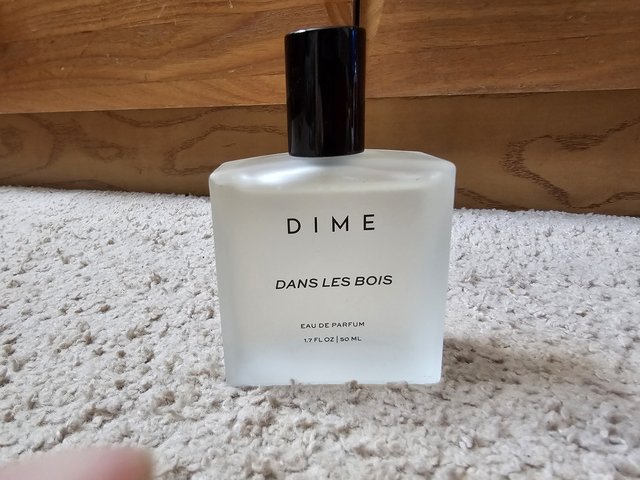 DIME
DANS LES BOIS
EAU DE PARFUM
1.7 FL OZ | 50 ML